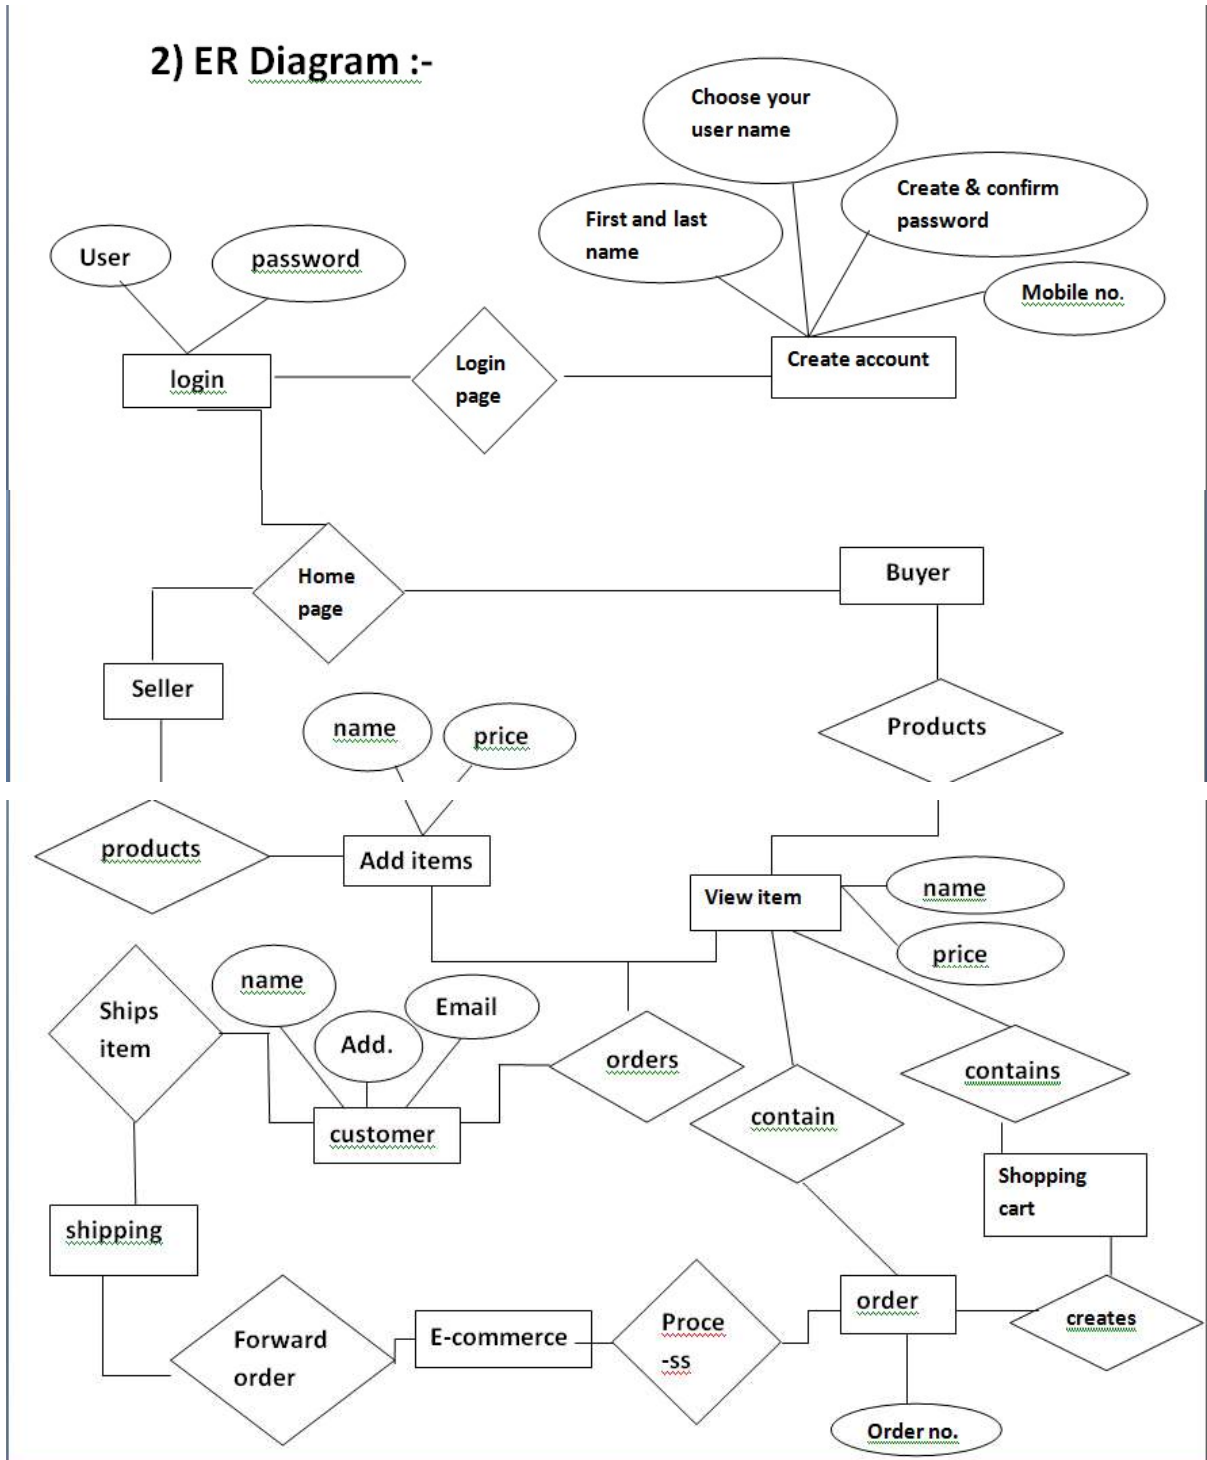 2) ER Diagram :-
Choose your
user name
Create & confirm
password
First and last
name
User
password
Mobile no.
Login
page
Create account
login
Home
page
Buyer
Seller
name
price
Products
products
Add items
View item
name
price
name
Email
Ships
item
Add.
orders
contains
contain
customer
Shopping
cart
shipping
order
Proce
-ss
creates
E-commerce
Forward
order
Order no.